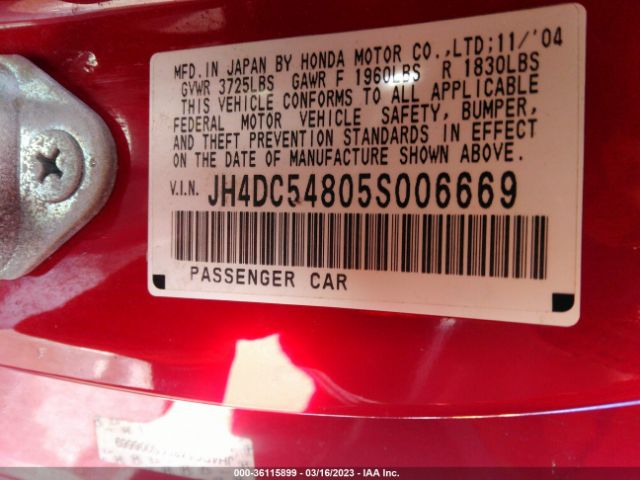 MFD. IN JAPAN BY HONDA MOTOR CO.,LTD;11/'04
GVWR 3725LBS GAWR F 1960LBS R 1830LBS
THIS VEHICLE CONFORMS TO ALL APPLICABLE
FEDERAL MOTOR VEHICLE SAFETY, BUMPER,
AND THEFT PREVENTION STANDARDS IN EFFECT
ON THE DATE OF MANUFACTURE SHOWN ABOVE.
V.I.N. JH4DC54805S006669
PASSENGER CAR
000-36115899 - 03/16/2023 - IAA Inc.